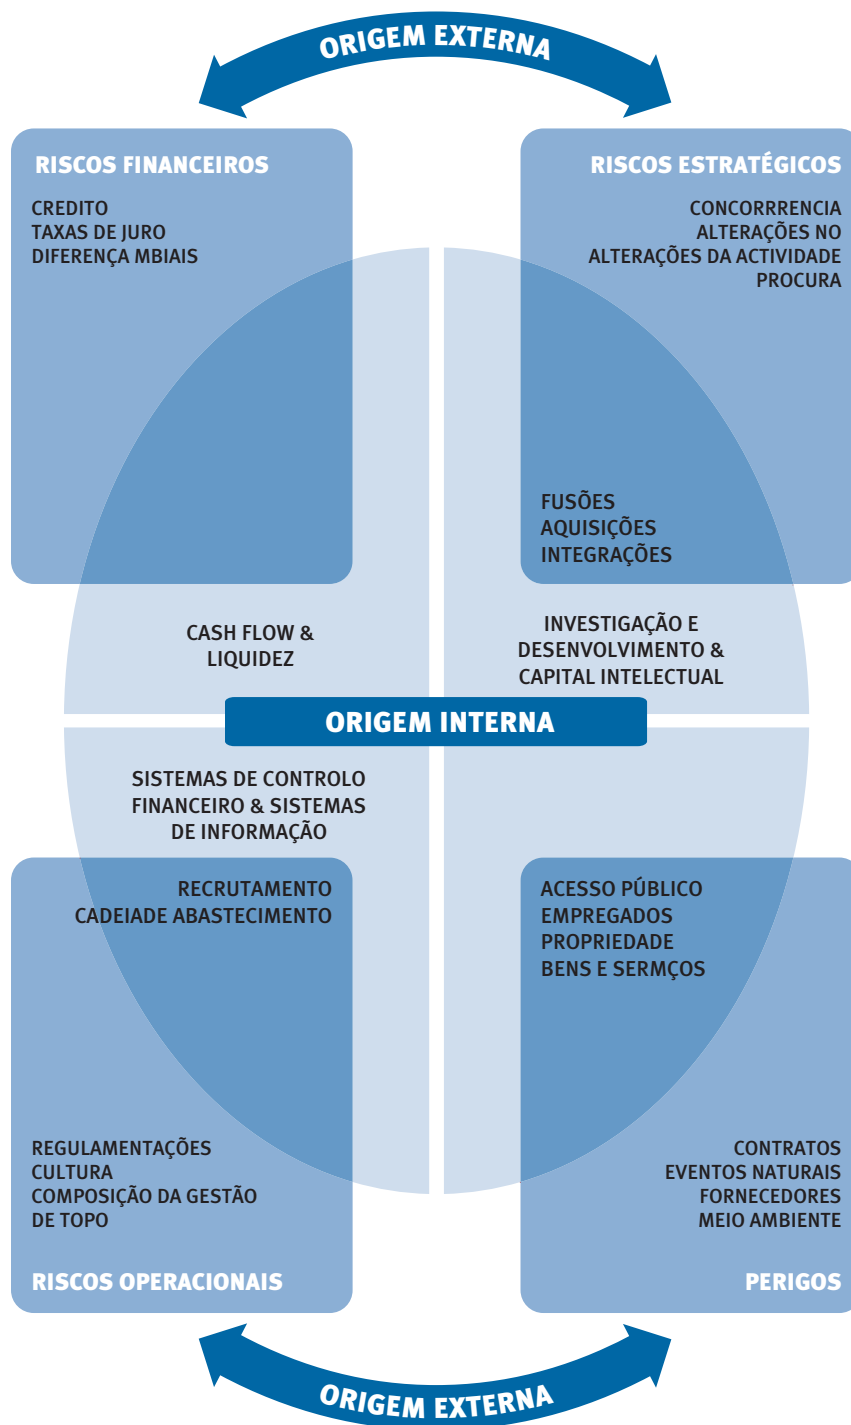 ORIGEM EXTERNA
RISCOS FINANCEIROS
CREDITO
TAXAS DE JURO
DIFERENÇA MBIAIS
RISCOS ESTRATÉGICOS
CONCORRRENCIA
ALTERAÇÕES NO
ALTERAÇÕES DA ACTIVIDADE
PROCURA
FUSÕES
AQUISIÇÕES
INTEGRAÇÕES
CASH FLOW &
LIQUIDEZ
INVESTIGAÇÃO E
DESENVOLVIMENTO &
CAPITAL INTELECTUAL
ORIGEM INTERNA
SISTEMAS DE CONTROLO
FINANCEIRO & SISTEMAS
DE INFORMAÇÃO
RECRUTAMENTO
CADEIADE ABASTECIMENTO
ACESSO PÚBLICO
EMPREGADOS
PROPRIEDADE
BENS E SERMÇOS
REGULAMENTAÇÕES
CULTURA
COMPOSIÇÃO DA GESTÃO
DE TOPO
RISCOS OPERACIONAIS
CONTRATOS
EVENTOS NATURAIS
FORNECEDORES
MEIO AMBIENTE
PERIGOS
ORIGEM EXTERNA